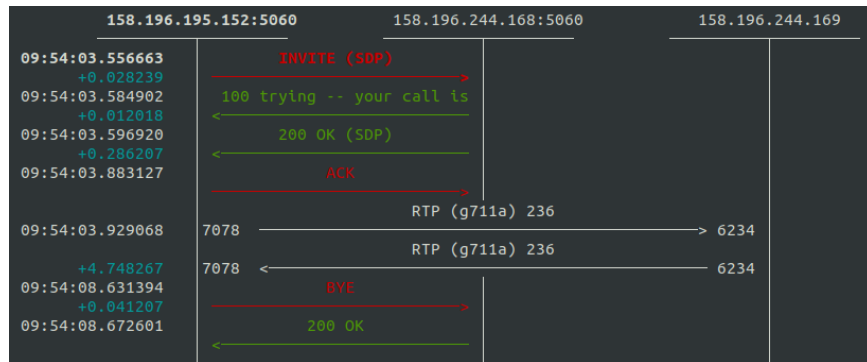 158.196.195.152:5060 158.196.244.168:5060 158.196.244.169
09:54:03.556663 INVITE (SDP)
+0.028239
09:54:03.584902 100 trying -- your call is
+0.012018
09:54:03.596920 200 OK (SDP)
+0.286207
09:54:03.883127 ACK
RTP (g711a) 236
09:54:03.929068 7078 6234
RTP (g711a) 236
+4.748267 7078 6234
09:54:08.631394 BYE
+0.041207
09:54:08.672601 200 OK